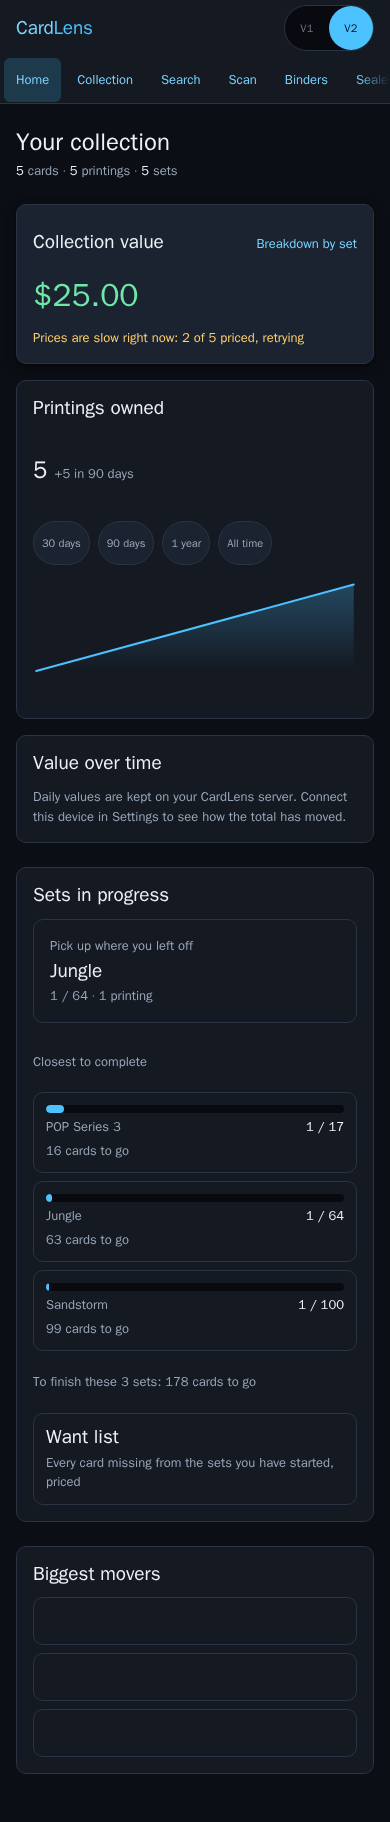 CardLens
V1
V2
Home
Collection
Search
Scan
Binders
Your collection
5 cards · 5 printings · 5 sets
Collection value
Breakdown by set
$25.00
Prices are slow right now: 2 of 5 priced, retrying
Printings owned
5 +5 in 90 days
30 days
90 days
1 year
All time
Value over time
Daily values are kept on your CardLens server. Connect
this device in Settings to see how the total has moved.
Sets in progress
Pick up where you left off
Jungle
1 / 64 · 1 printing
Closest to complete
POP Series 3
1 / 17
16 cards to go
Jungle
1 / 64
63 cards to go
Sandstorm
1 / 100
99 cards to go
To finish these 3 sets: 178 cards to go
Want list
Every card missing from the sets you have started,
priced
Biggest movers